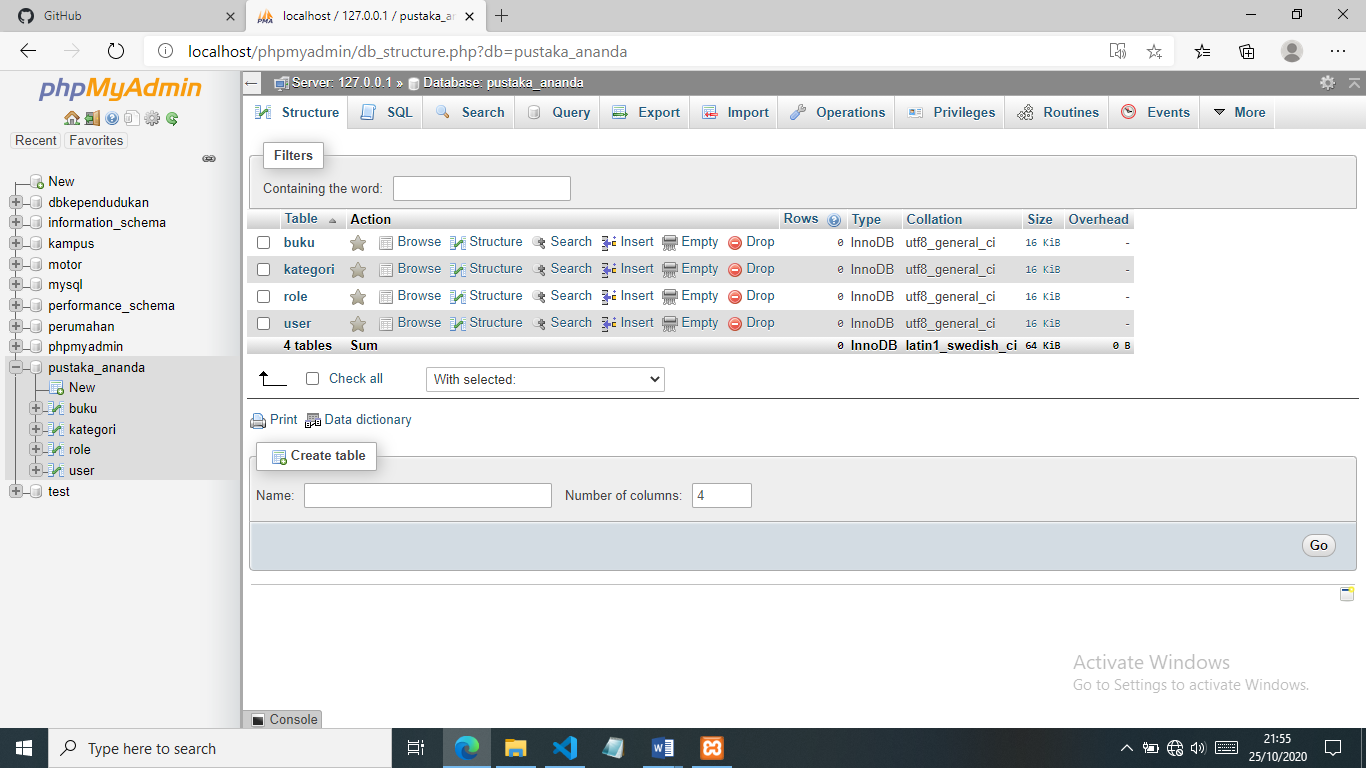 GitHub
localhost / 127.0.0.1 / pustaka_an
localhost/phpmyadmin/db_structure.php?db=pustaka_ananda
phpMyAdmin
Recent Favorites
New
dbkependudukan
information_schema
kampus
motor
mysql
performance_schema
perumahan
phpmyadmin
pustaka_ananda
New
buku
kategori
role
user
test
Server: 127.0.0.1 » Database: pustaka_ananda
Structure SQL Search Query Export Import Operations Privileges Routines Events More
Filters
Containing the word:
Table Action Rows Type Collation Size Overhead
buku Browse Structure Search Insert Empty Drop 0 InnoDB utf8_general_ci 16 KiB -
kategori Browse Structure Search Insert Empty Drop 0 InnoDB utf8_general_ci 16 KiB -
role Browse Structure Search Insert Empty Drop 0 InnoDB utf8_general_ci 16 KiB -
user Browse Structure Search Insert Empty Drop 0 InnoDB utf8_general_ci 16 KiB -
4 tables Sum 0 InnoDB latin1_swedish_ci 64 KiB 0 B
Check all With selected:
Print Data dictionary
Create table
Name: Number of columns: 4
Go
Activate Windows
Go to Settings to activate Windows.
Console
Type here to search
21:55
25/10/2020